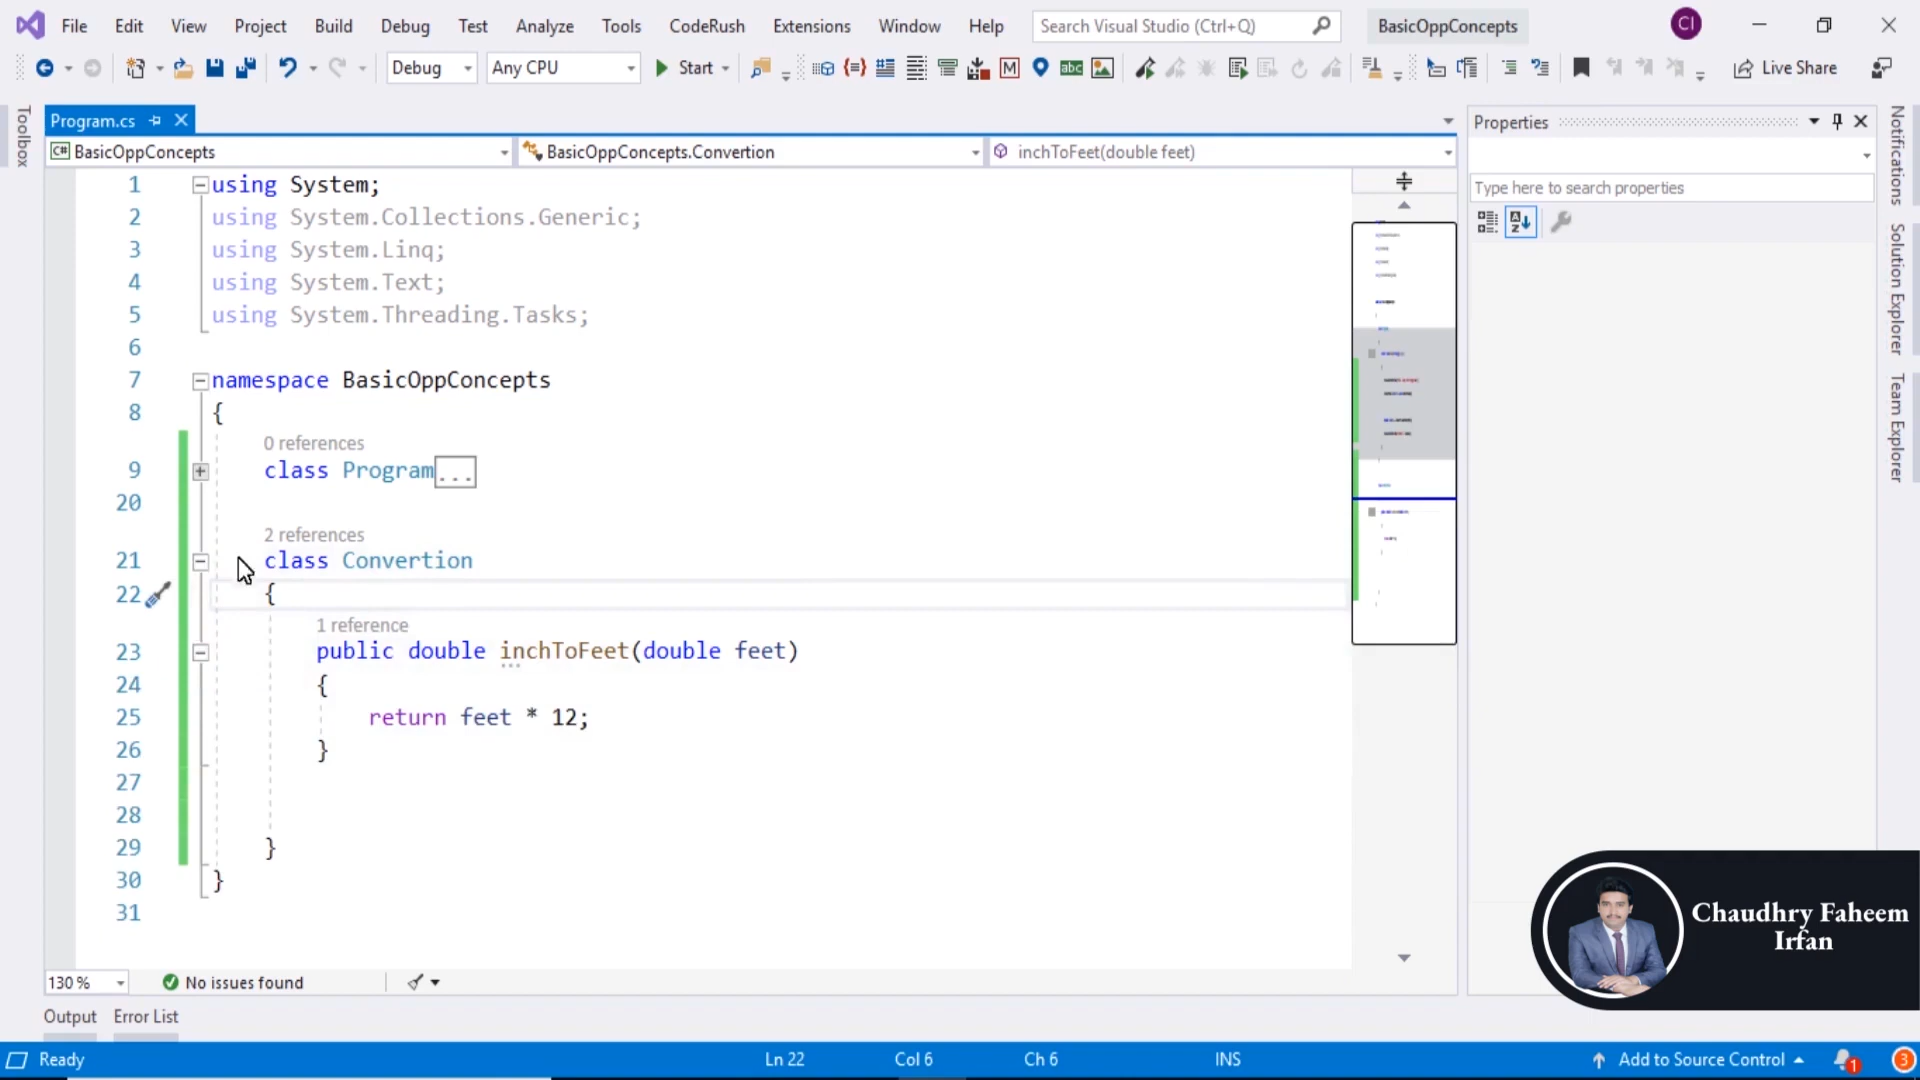 File Edit View Project Build Debug Test Analyze Tools CodeRush Extensions Window Help Search Visual Studio (Ctrl+Q) BasicOppConcepts CI
Debug Any CPU Start Live Share
Toolbox
Program.cs
Properties
Notifications
C# BasicOppConcepts BasicOppConcepts.Convertion inchToFeet(double feet)
Type here to search properties
Solution Explorer
Team Explorer
1 using System;
2 using System.Collections.Generic;
3 using System.Linq;
4 using System.Text;
5 using System.Threading.Tasks;
6
7 namespace BasicOppConcepts
8 {
0 references
9 class Program...
20
2 references
21 class Convertion
22 {
1 reference
23 public double inchToFeet(double feet)
24 {
25 return feet * 12;
26 }
27
28
29 }
30 }
31
Chaudhry Faheem
Irfan
130 % No issues found
Output Error List
Ready Ln 22 Col 6 Ch 6 INS Add to Source Control 1 3